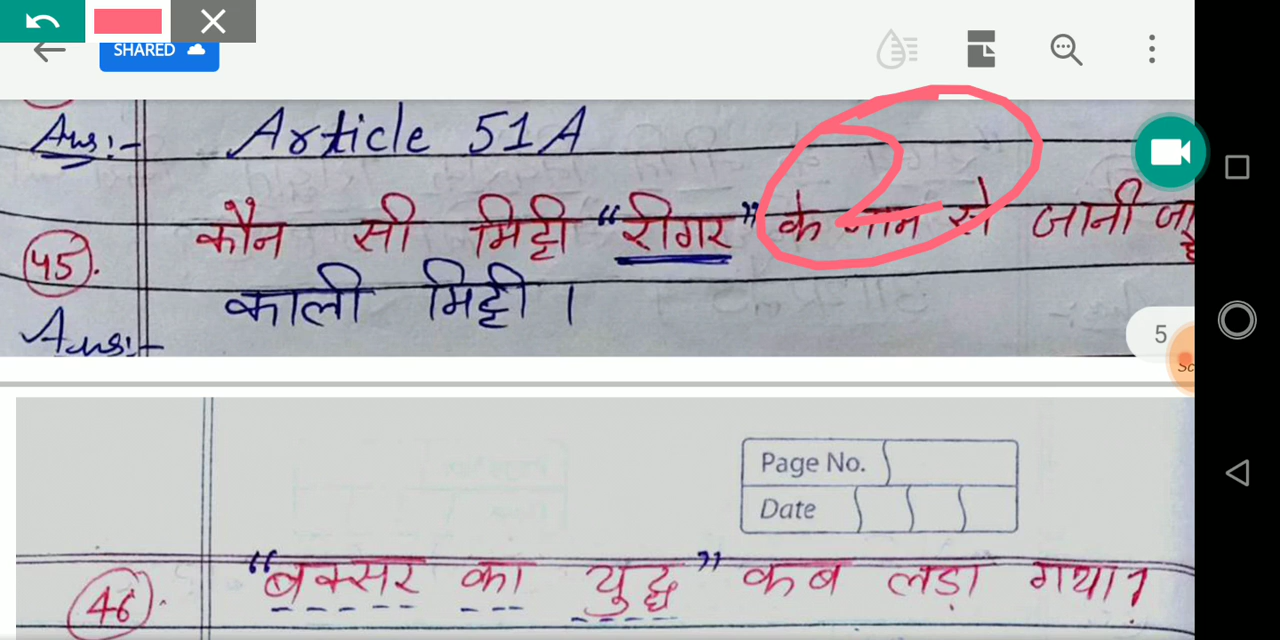 SHARED
Ans:- Article 51A
45). कौन सी मिट्टी “रीगर” के नाम से जानी जा
है
Ans:- काली मिट्टी ।
5
Page No.
Date
46). “बक्सर का युद्ध” कब लड़ा गया?